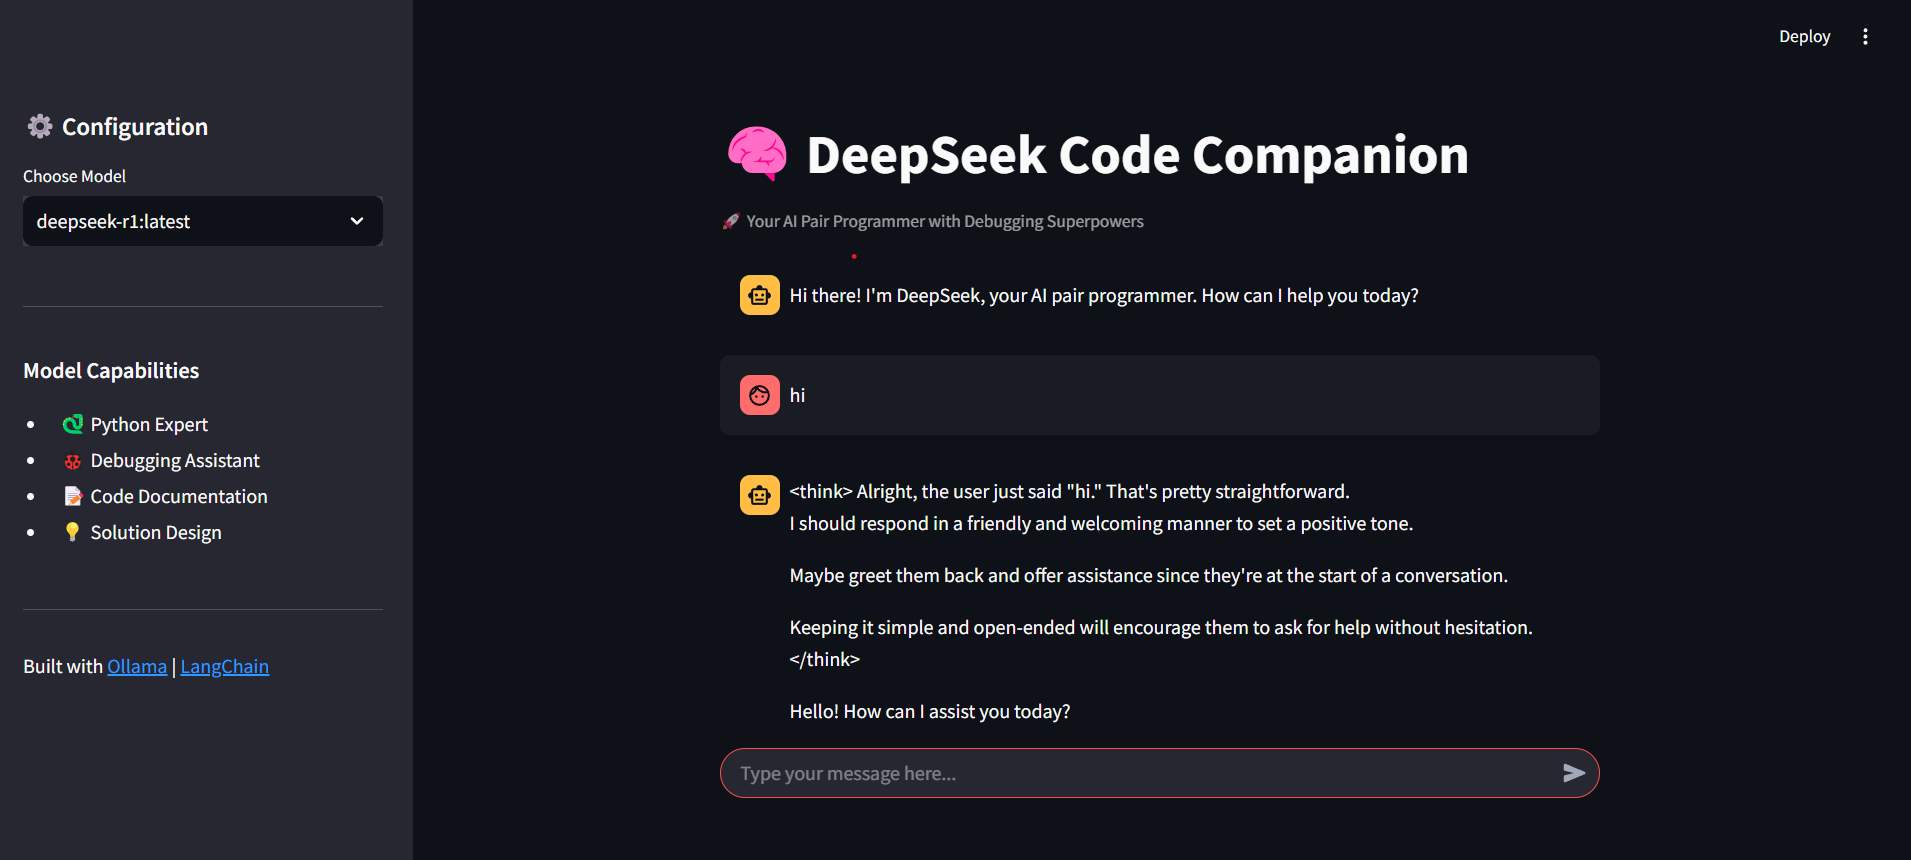 Deploy
Configuration
Choose Model
deepseek-r1:latest
Model Capabilities
Python Expert
Debugging Assistant
Code Documentation
Solution Design
Built with Ollama | LangChain
DeepSeek Code Companion
Your AI Pair Programmer with Debugging Superpowers
Hi there! I'm DeepSeek, your AI pair programmer. How can I help you today?
hi
<think> Alright, the user just said "hi." That's pretty straightforward.
I should respond in a friendly and welcoming manner to set a positive tone.
Maybe greet them back and offer assistance since they're at the start of a conversation.
Keeping it simple and open-ended will encourage them to ask for help without hesitation.
</think>
Hello! How can I assist you today?
Type your message here...